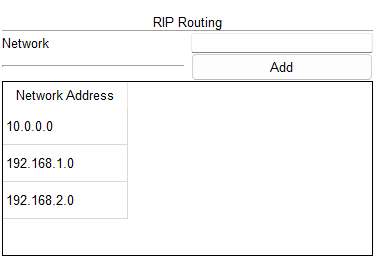 RIP Routing
Network
Add
Network Address
10.0.0.0
192.168.1.0
192.168.2.0